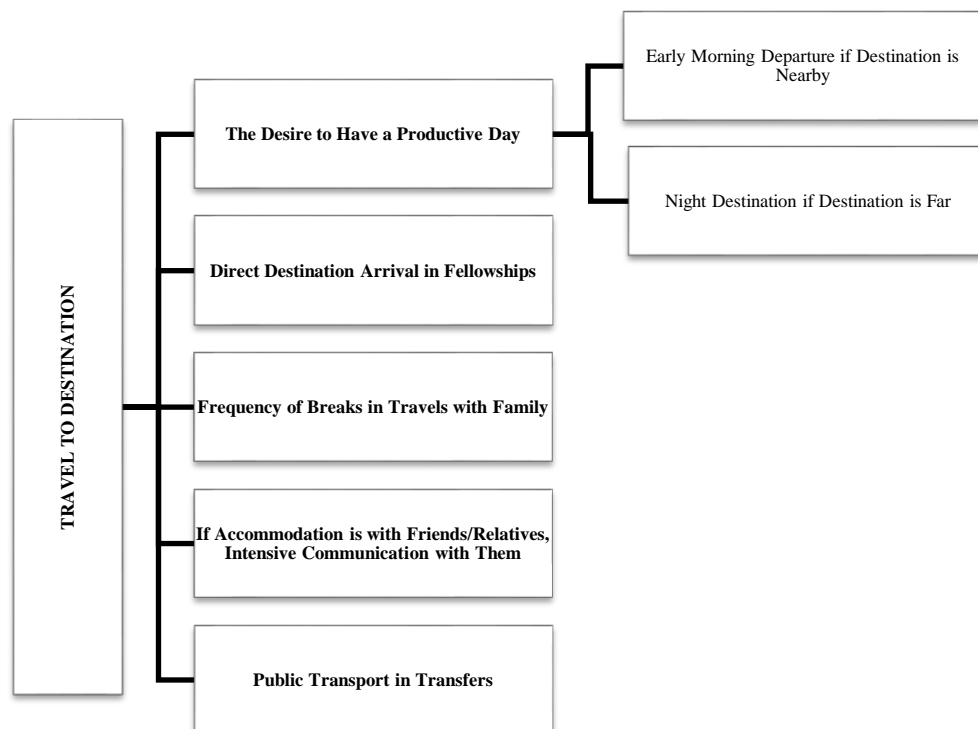 TRAVEL TO DESTINATION
The Desire to Have a Productive Day
Early Morning Departure if Destination is
Nearby
Night Destination if Destination is Far
Direct Destination Arrival in Fellowships
Frequency of Breaks in Travels with Family
If Accommodation is with Friends/Relatives,
Intensive Communication with Them
Public Transport in Transfers